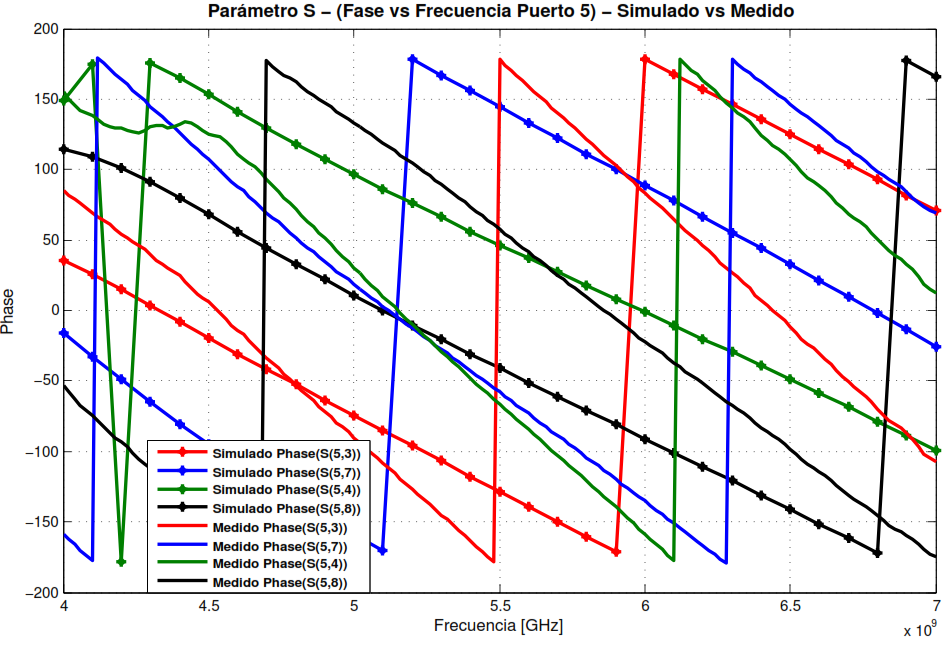 Parámetro S − (Fase vs Frecuencia Puerto 5) − Simulado vs Medido
200
150
100
50
0
−50
−100
−150
−200
Phase
Simulado Phase(S(5,3))
Simulado Phase(S(5,7))
Simulado Phase(S(5,4))
Simulado Phase(S(5,8))
Medido Phase(S(5,3))
Medido Phase(S(5,7))
Medido Phase(S(5,4))
Medido Phase(S(5,8))
4 4.5 5 5.5 6 6.5 7
Frecuencia [GHz]
x 10⁹